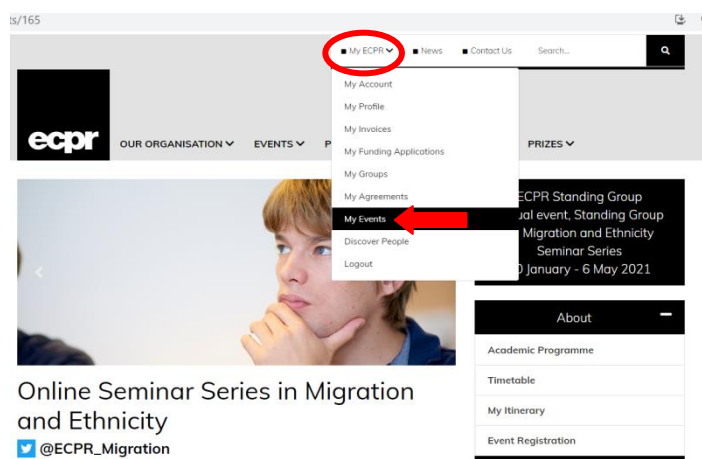 ts/165
My ECPR
News
Contact Us
Search...
My Account
My Profile
My Invoices
My Funding Applications
My Groups
My Agreements
My Events
Discover People
Logout
ecpr
OUR ORGANISATION
EVENTS
P
PRIZES
ECPR Standing Group
ual event, Standing Group
Migration and Ethnicity
Seminar Series
January - 6 May 2021
About
Academic Programme
Timetable
My Itinerary
Event Registration
Online Seminar Series in Migration
and Ethnicity
@ECPR_Migration